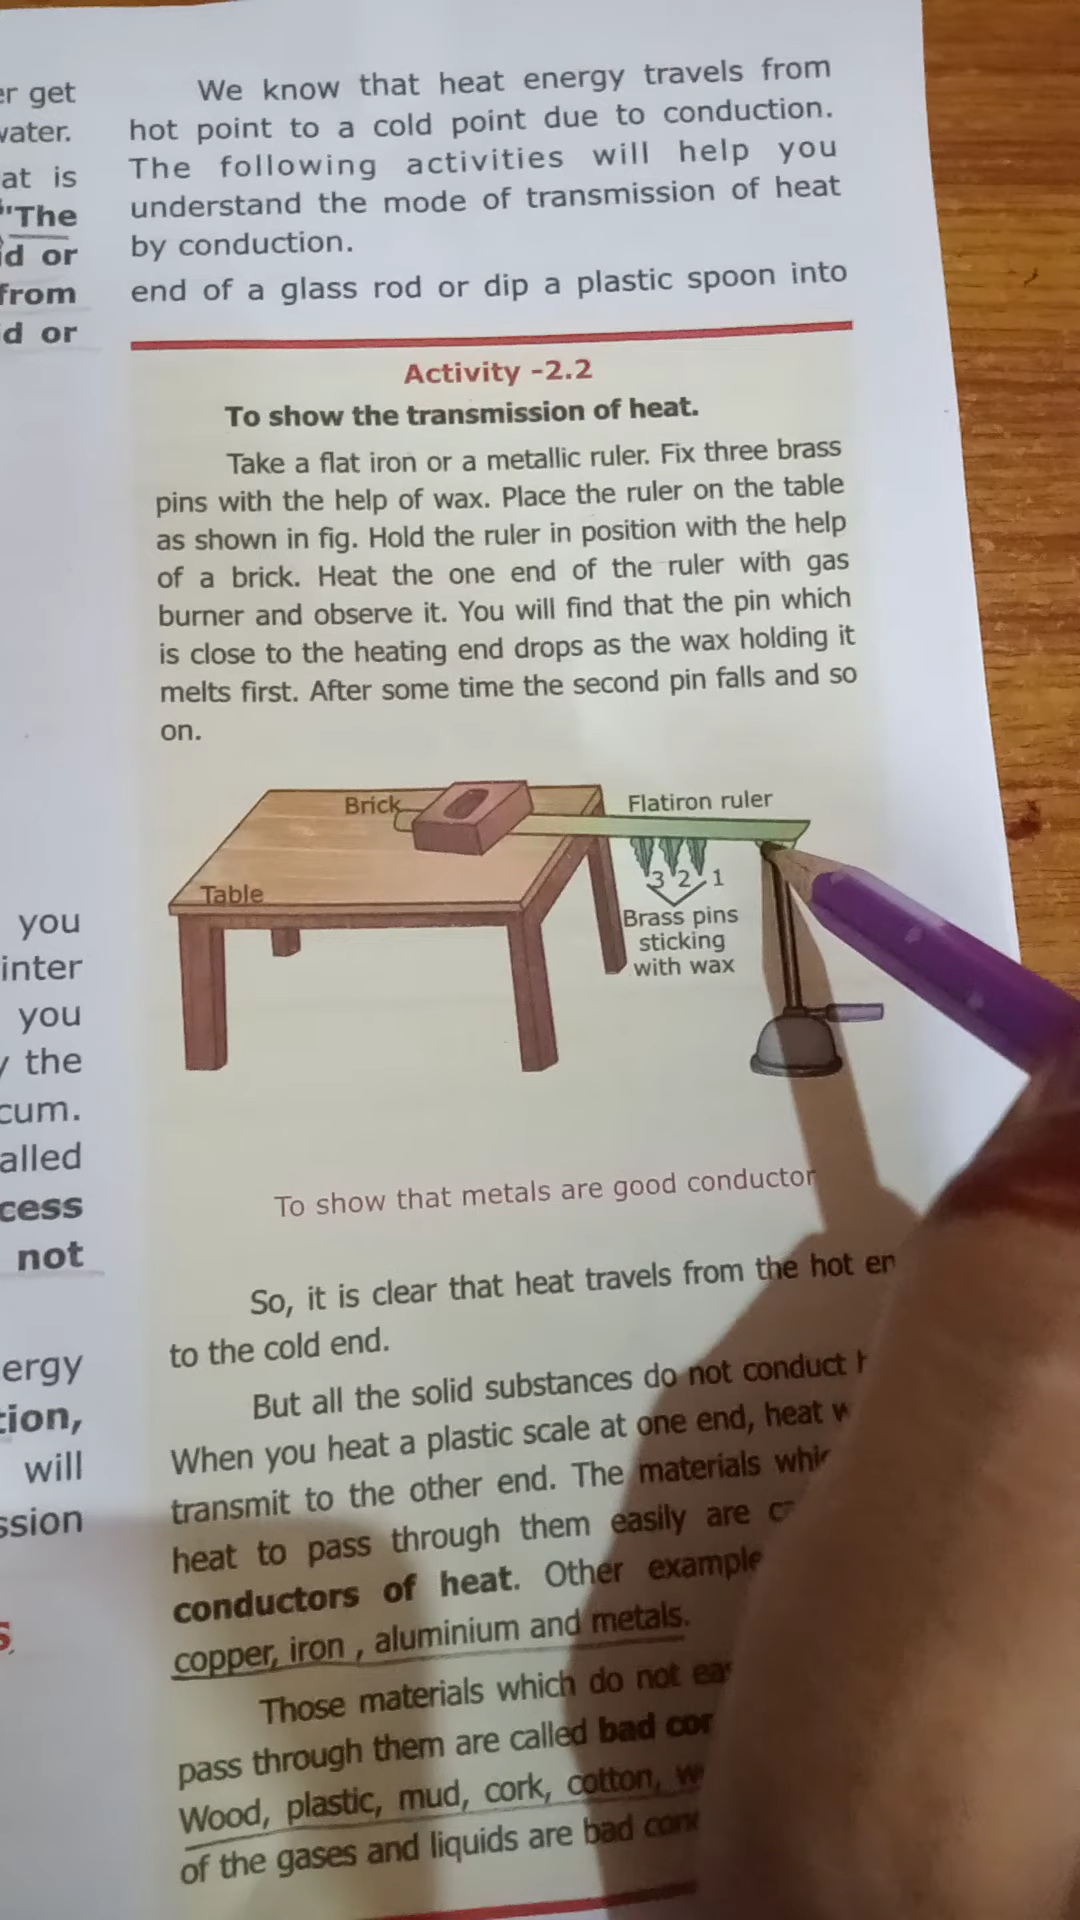 er get
water.
at is
"The
id or
from
d or
you
inter
you
y the
cum.
alled
cess
not
ergy
tion,
will
ssion
We know that heat energy travels from
hot point to a cold point due to conduction.
The following activities will help you
understand the mode of transmission of heat
by conduction.
end of a glass rod or dip a plastic spoon into
Activity -2.2
To show the transmission of heat.
Take a flat iron or a metallic ruler. Fix three brass
pins with the help of wax. Place the ruler on the table
as shown in fig. Hold the ruler in position with the help
of a brick. Heat the one end of the ruler with gas
burner and observe it. You will find that the pin which
is close to the heating end drops as the wax holding it
melts first. After some time the second pin falls and so
on.
Brick
Flatiron ruler
Table
3 2 1
Brass pins
sticking
with wax
To show that metals are good conductor
So, it is clear that heat travels from the hot en
to the cold end.
But all the solid substances do not conduct
When you heat a plastic scale at one end, heat
transmit to the other end. The materials whic
heat to pass through them easily are
conductors of heat. Other example
copper, iron , aluminium and metals.
Those materials which do not eas
pass through them are called bad con
Wood, plastic, mud, cork, cotton, w
of the gases and liquids are bad con